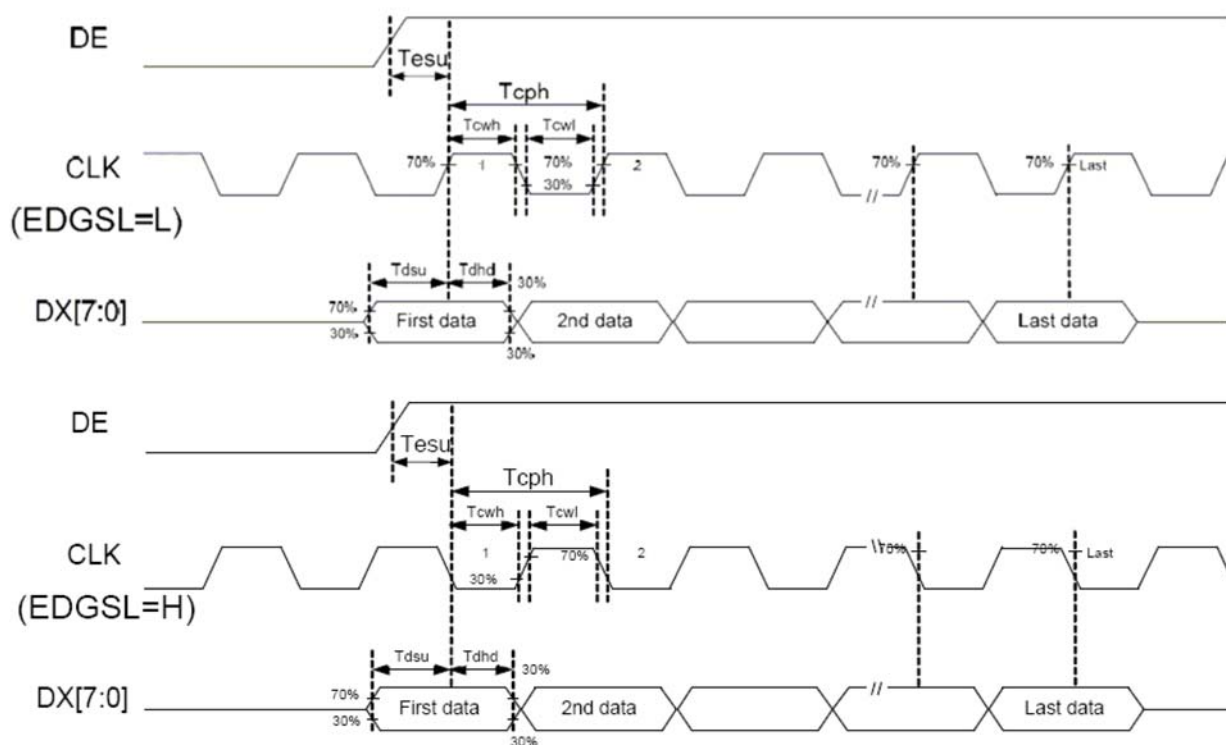 DE
Tesu
Tcph
Tcwh Tcwl
CLK 70% 1 70% 2 70% 70% Last
30%
(EDGSL=L)
//
Tdsu Tdhd 30%
DX[7:0] 70% First data 2nd data // Last data
30%
30%
DE
Tesu
Tcph
Tcwh Tcwl
CLK 1 70% 2 \\ 70% 70% Last
30%
(EDGSL=H)
Tdsu Tdhd 30%
DX[7:0] 70% First data 2nd data // Last data
30%
30%